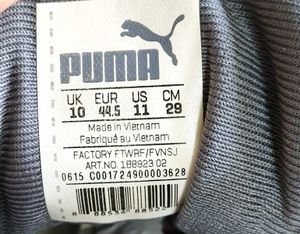 PUMA
UK EUR US CM
10 44.5 11 29
Made in Vietnam
Fabriqué au Vietnam
FACTORY FTWRF/FVNSJ
ART.NO. 188923 02
0615 C001724900003628